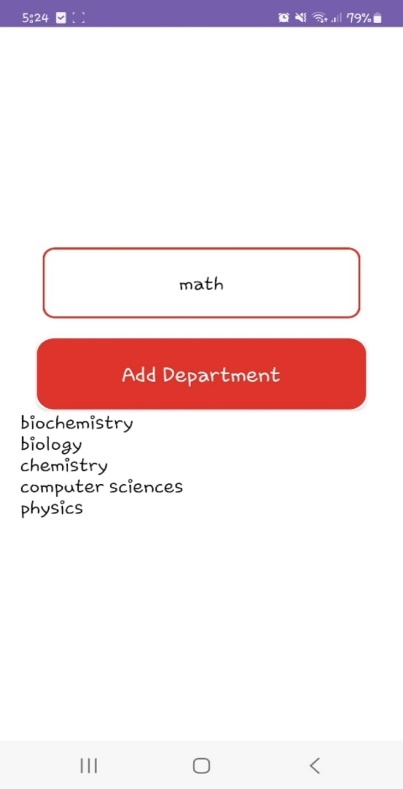 5:24 79%
math
Add Department
biochemistry
biology
chemistry
computer sciences
physics